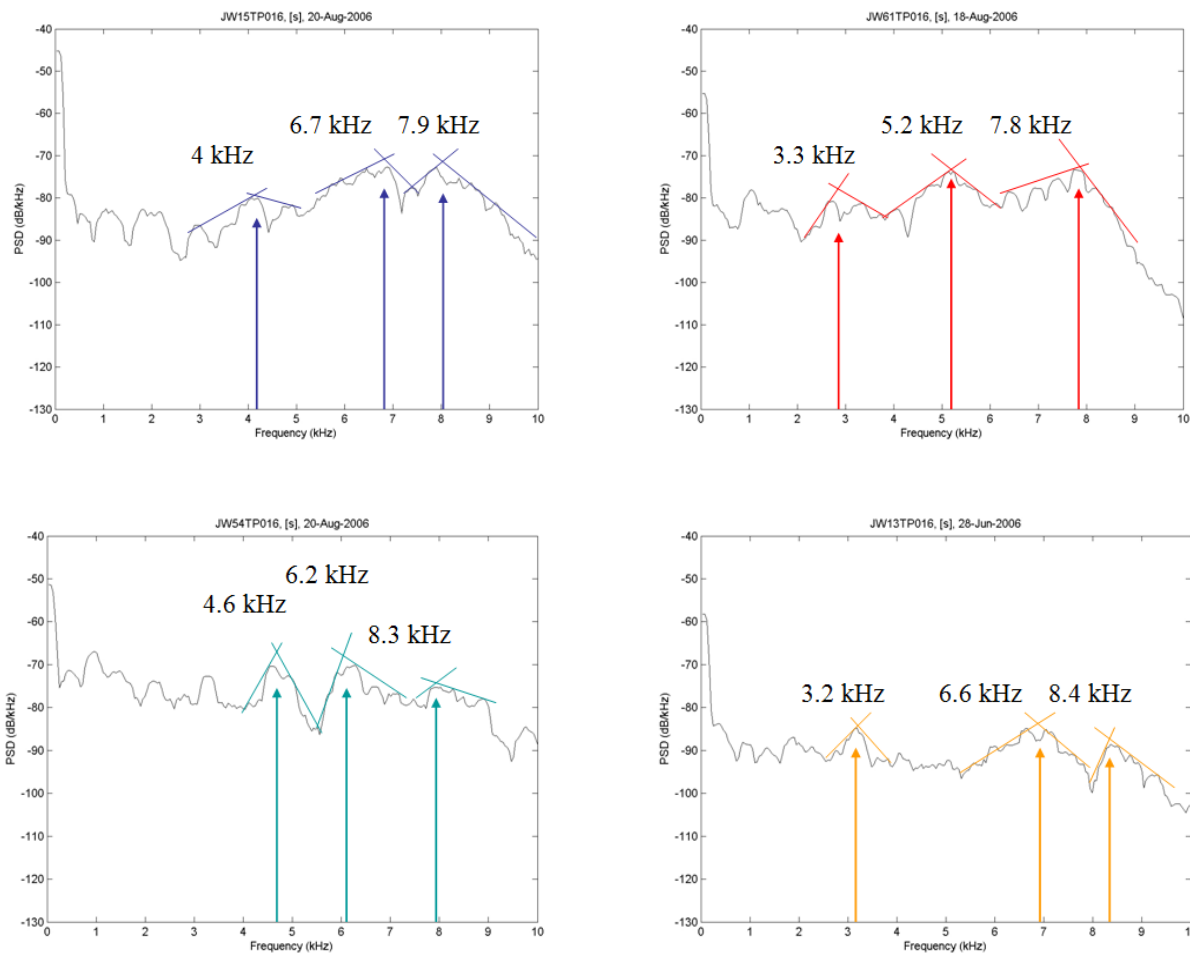 JW15TP016, [s], 20-Aug-2006
-40
-50
-60
-70
-80
-90
-100
-110
-120
-130
PSD (dB/kHz)
4 kHz
6.7 kHz
7.9 kHz
0 1 2 3 4 5 6 7 8 9 10
Frequency (kHz)
JW61TP016, [s], 18-Aug-2006
-40
-50
-60
-70
-80
-90
-100
-110
-120
-130
PSD (dB/kHz)
3.3 kHz
5.2 kHz
7.8 kHz
0 1 2 3 4 5 6 7 8 9 10
Frequency (kHz)
JW54TP016, [s], 20-Aug-2006
-40
-50
-60
-70
-80
-90
-100
-110
-120
-130
PSD (dB/kHz)
4.6 kHz
6.2 kHz
8.3 kHz
0 1 2 3 4 5 6 7 8 9 10
Frequency (kHz)
JW13TP016, [s], 28-Jun-2006
-40
-50
-60
-70
-80
-90
-100
-110
-120
-130
PSD (dB/kHz)
3.2 kHz
6.6 kHz
8.4 kHz
0 1 2 3 4 5 6 7 8 9
Frequency (kHz)